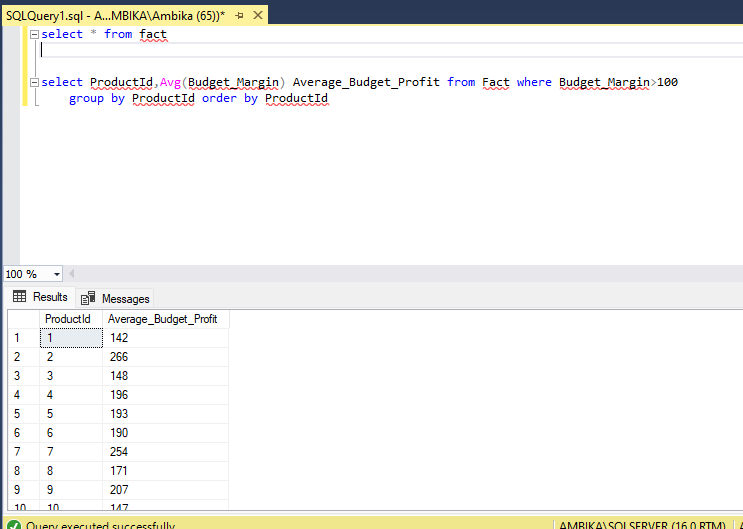 SQLQuery1.sql - A...MBIKA\Ambika (65))*
select * from fact
select ProductId,Avg(Budget_Margin) Average_Budget_Profit from Fact where Budget_Margin>100
group by ProductId order by ProductId
100 %
Results Messages
ProductId Average_Budget_Profit
1 1 142
2 2 266
3 3 148
4 4 196
5 5 193
6 6 190
7 7 254
8 8 171
9 9 207
10 10 147
Query executed successfully. AMBIKA\SQLSERVER (16.0 RTM)